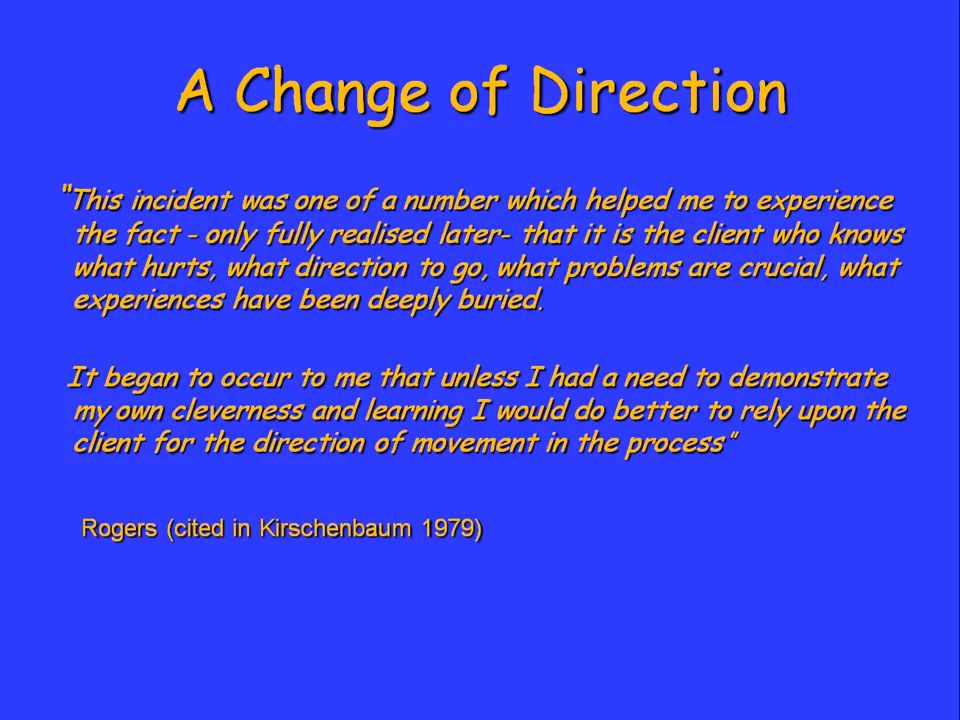 A Change of Direction
"This incident was one of a number which helped me to experience
the fact - only fully realised later- that it is the client who knows
what hurts, what direction to go, what problems are crucial, what
experiences have been deeply buried.
It began to occur to me that unless I had a need to demonstrate
my own cleverness and learning I would do better to rely upon the
client for the direction of movement in the process”
Rogers (cited in Kirschenbaum 1979)